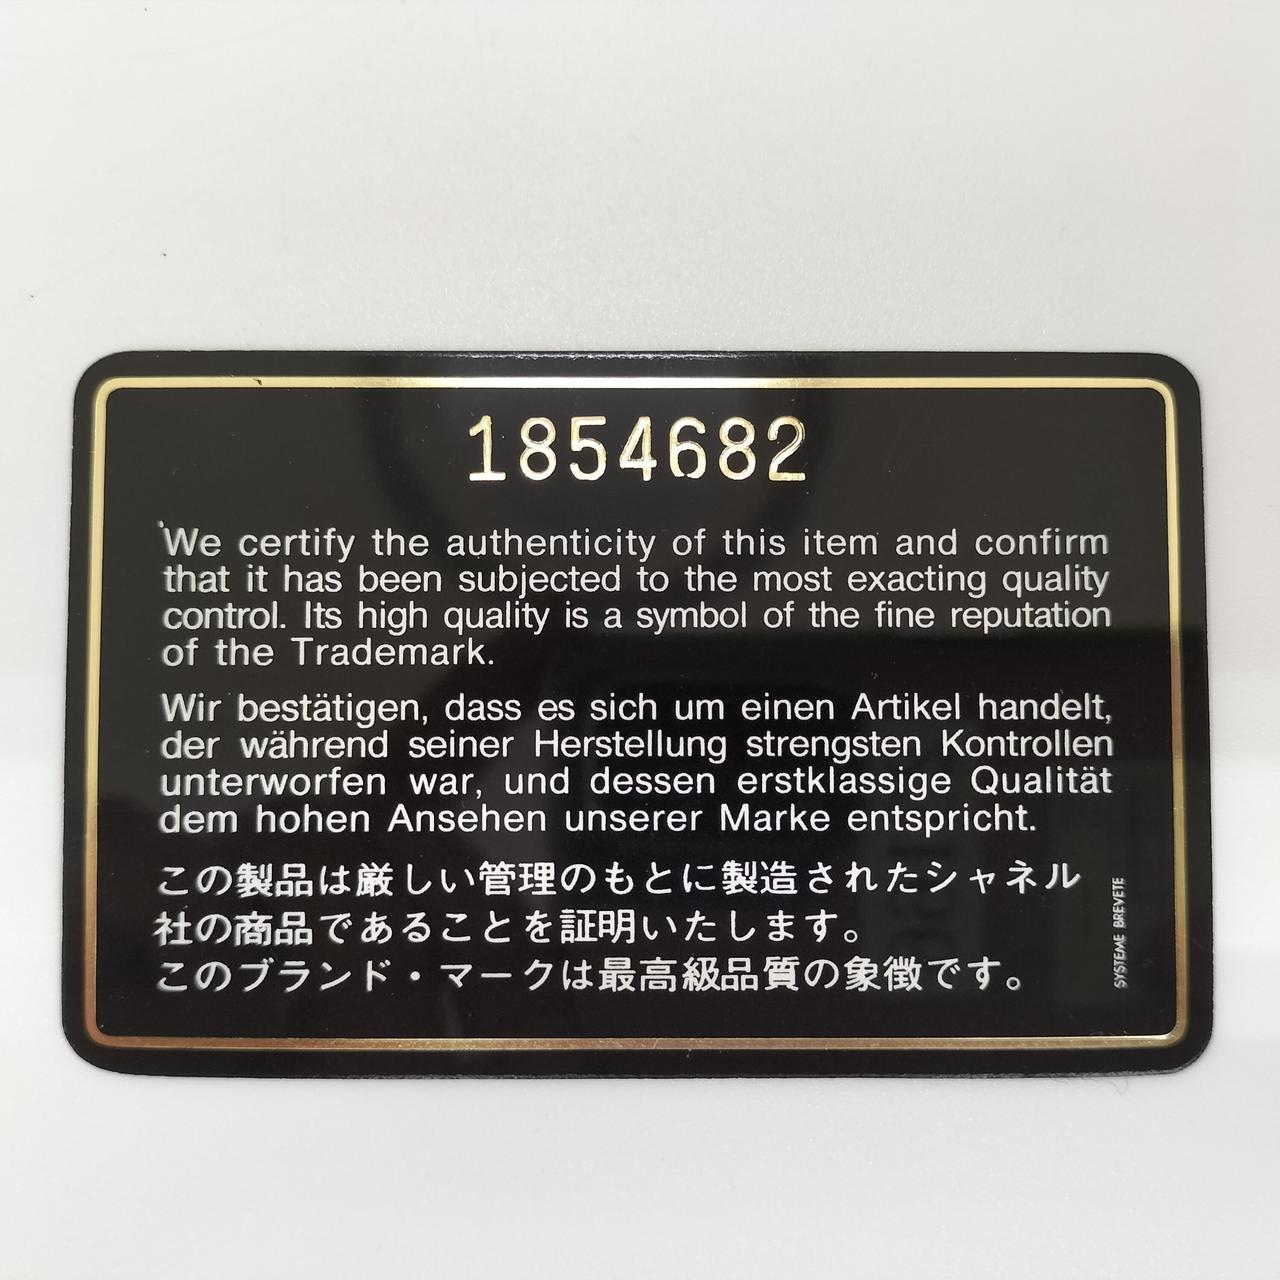 1854682
We certify the authenticity of this item and confirm
that it has been subjected to the most exacting quality
control. Its high quality is a symbol of the fine reputation
of the Trademark.
Wir bestätigen, dass es sich um einen Artikel handelt,
der während seiner Herstellung strengsten Kontrollen
unterworfen war, und dessen erstklassige Qualität
dem hohen Ansehen unserer Marke entspricht.
この製品は厳しい管理のもとに製造されたシャネル
社の商品であることを証明いたします。
このブランド・マークは最高級品質の象徴です。
SYSTEME BREVETE